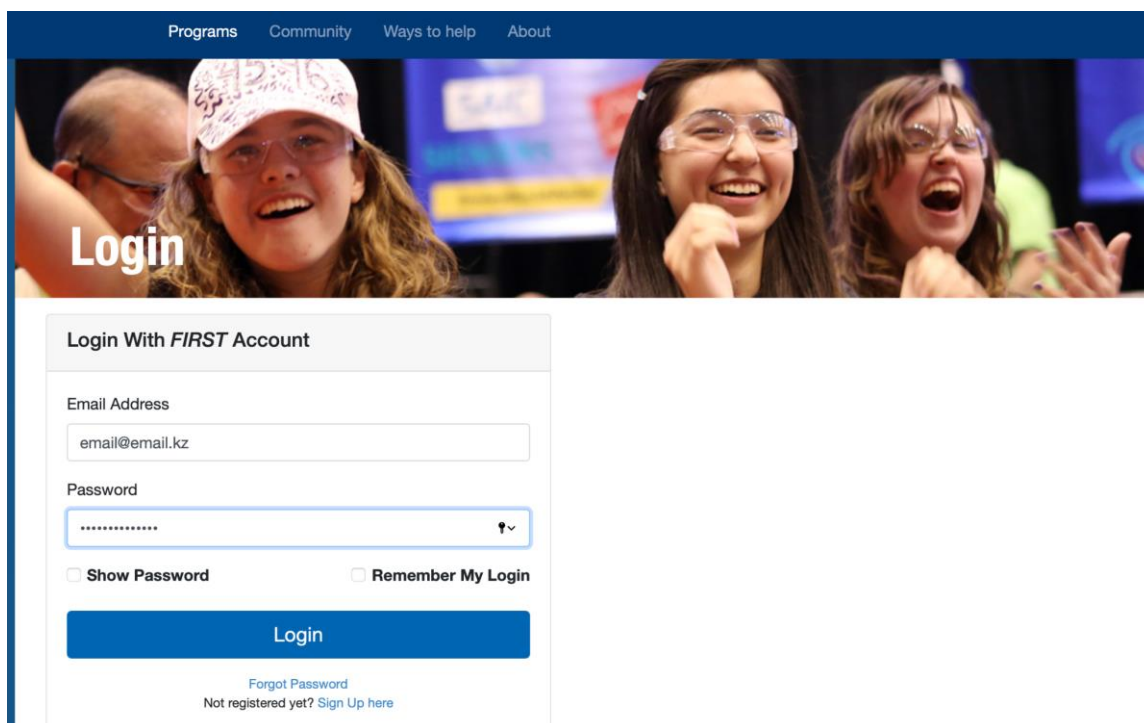 Programs Community Ways to help About
Login
Login With FIRST Account
Email Address
email@email.kz
Password
••••••••••••••
Show Password Remember My Login
Login
Forgot Password
Not registered yet? Sign Up here